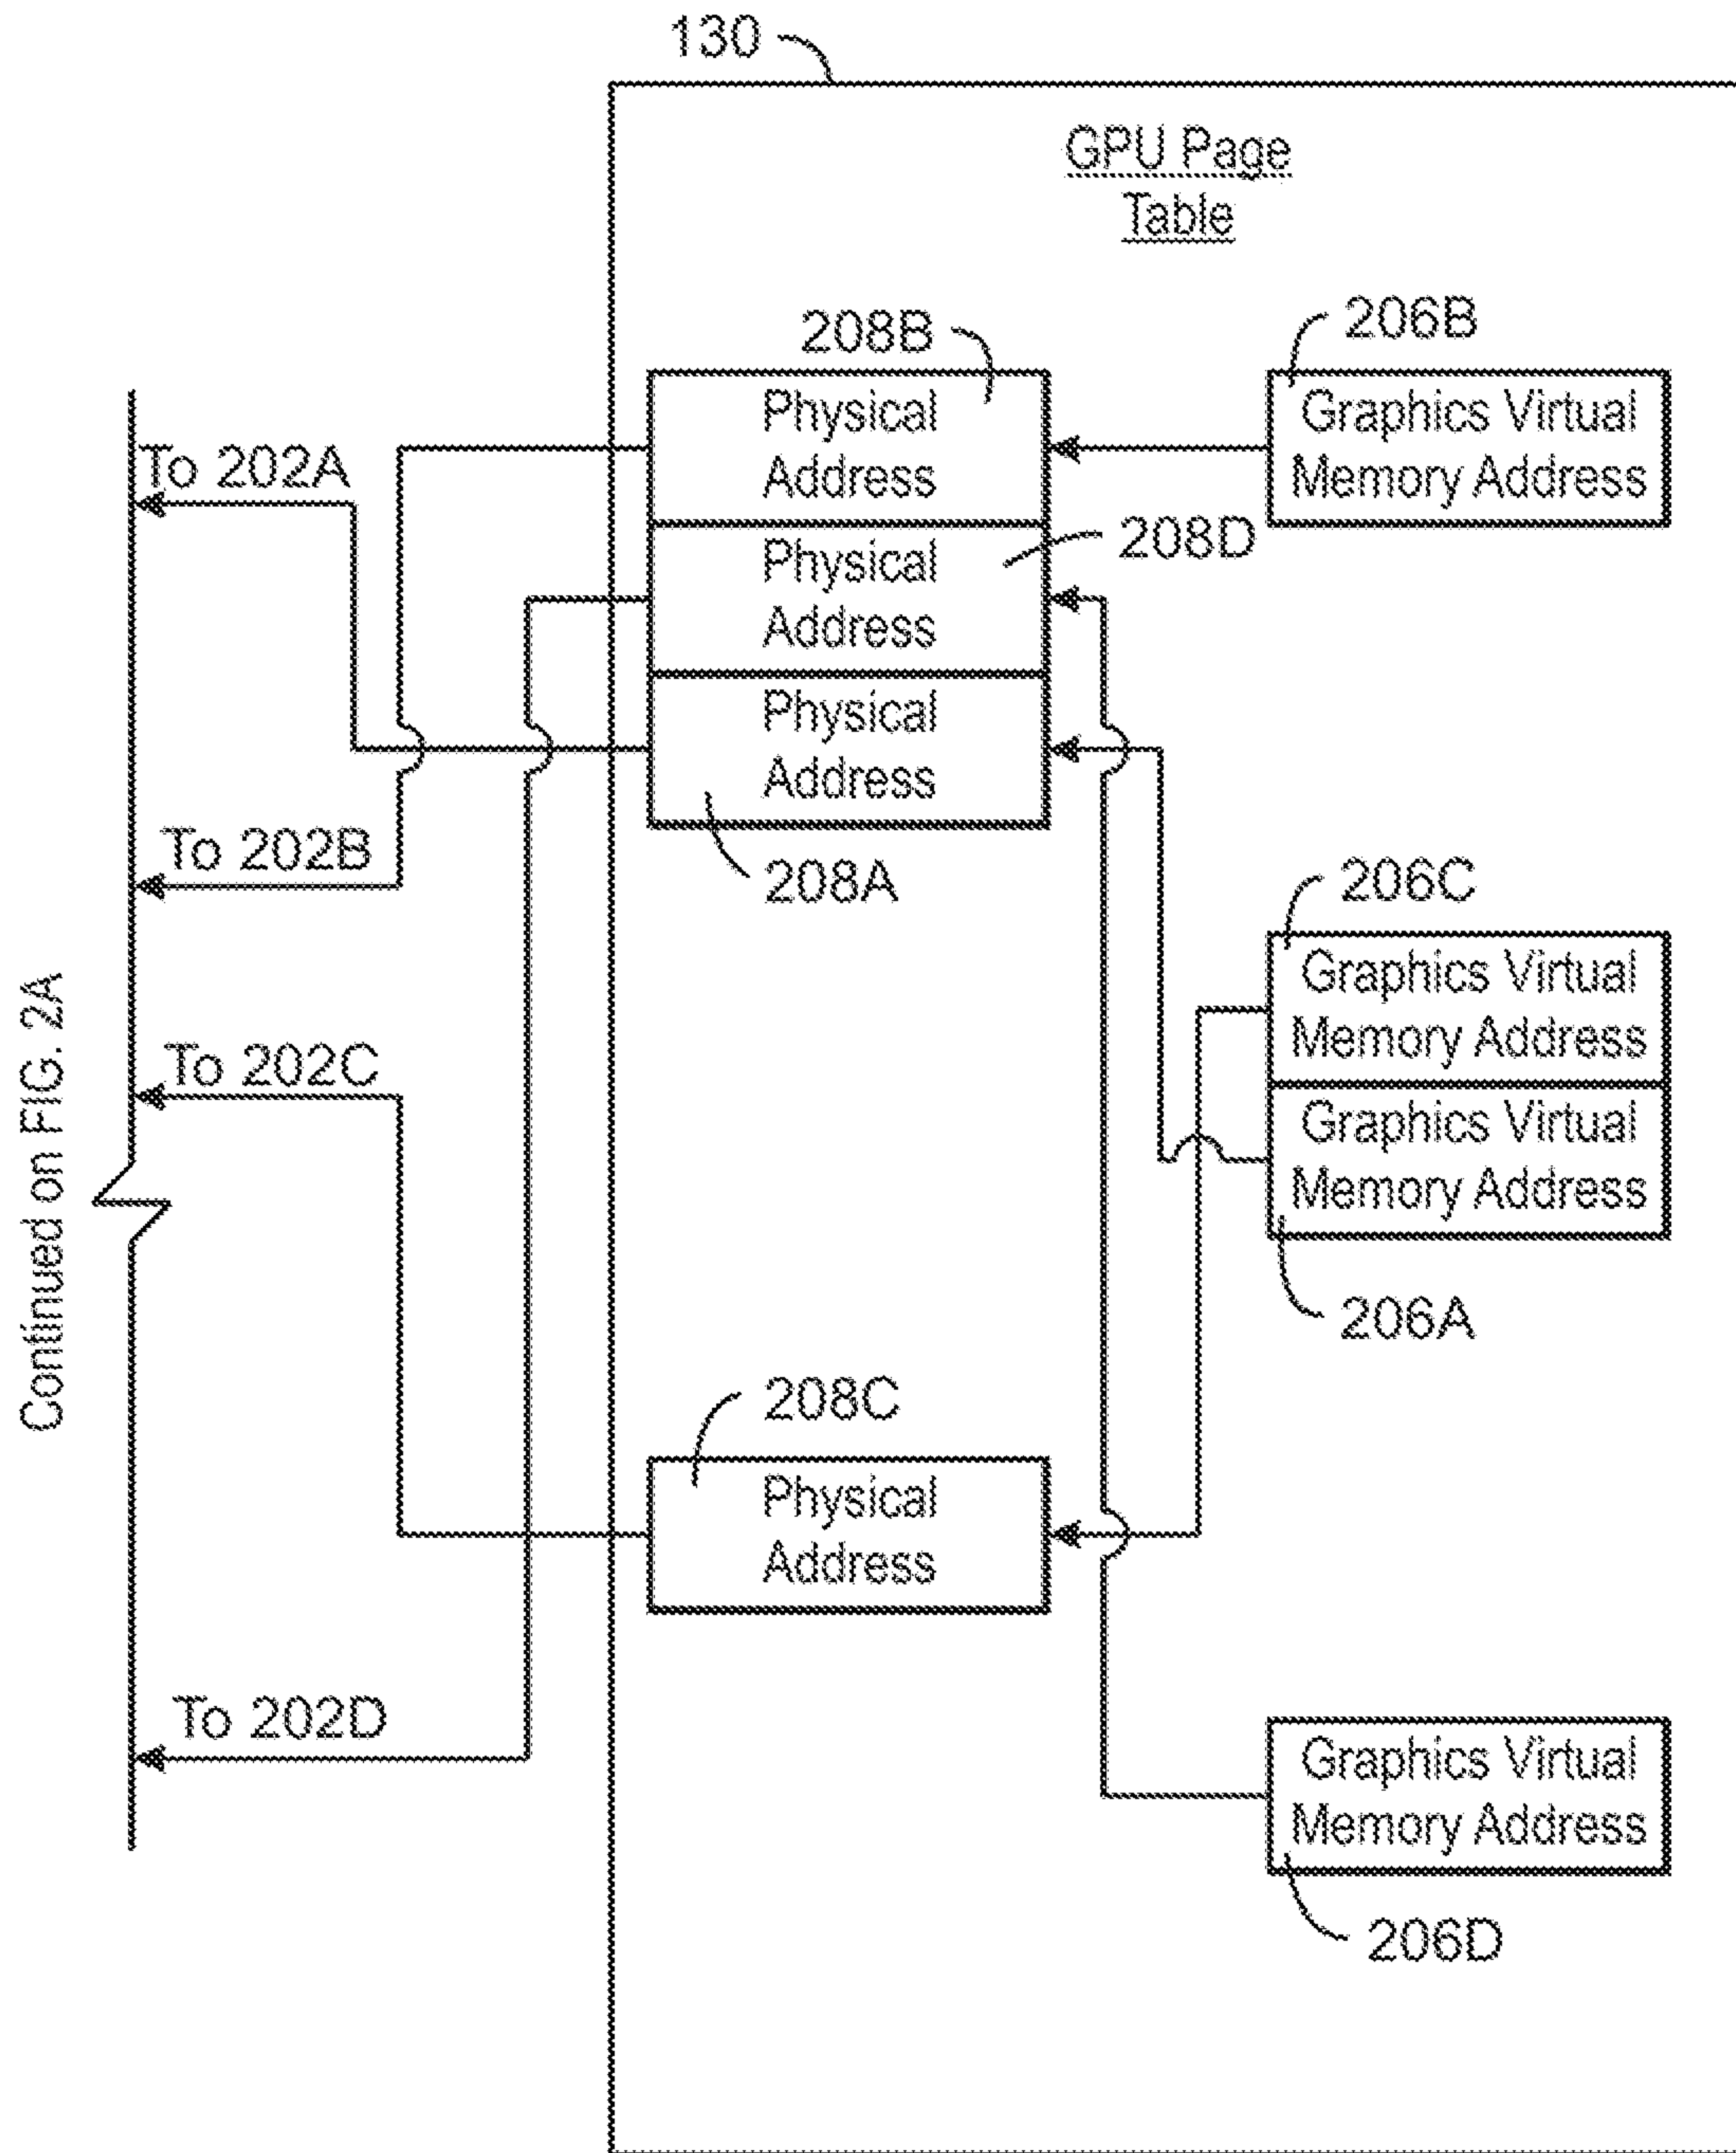 130
GPU Page
Table
208B
206B
Physical
Address
Graphics Virtual
Memory Address
To 202A
208D
Physical
Address
Physical
Address
To 202B
208A
206C
Graphics Virtual
Memory Address
Continued on FIG. 2A
To 202C
Graphics Virtual
Memory Address
206A
208C
Physical
Address
To 202D
Graphics Virtual
Memory Address
206D